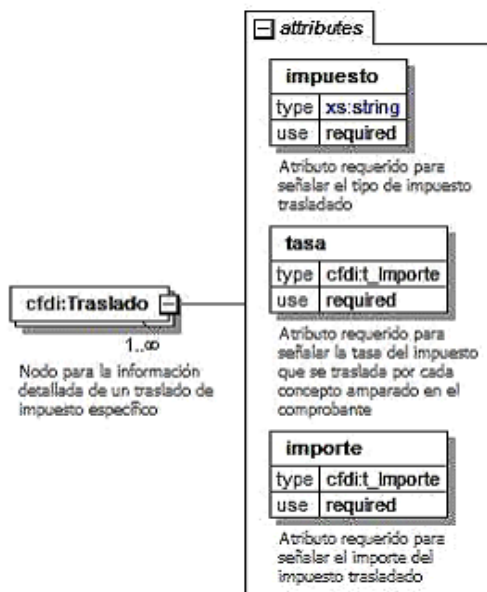 attributes
impuesto
type xs:string
use required
Atributo requerido para
señalar el tipo de impuesto
trasladado
tasa
type cfdi:t_Importe
use required
Atributo requerido para
señalar la tasa del impuesto
que se traslada por cada
concepto amparado en el
comprobante
cfdi:Traslado
1..∞
Nodo para la información
detallada de un traslado de
impuesto específico
importe
type cfdi:t_Importe
use required
Atributo requerido para
señalar el importe del
impuesto trasladado